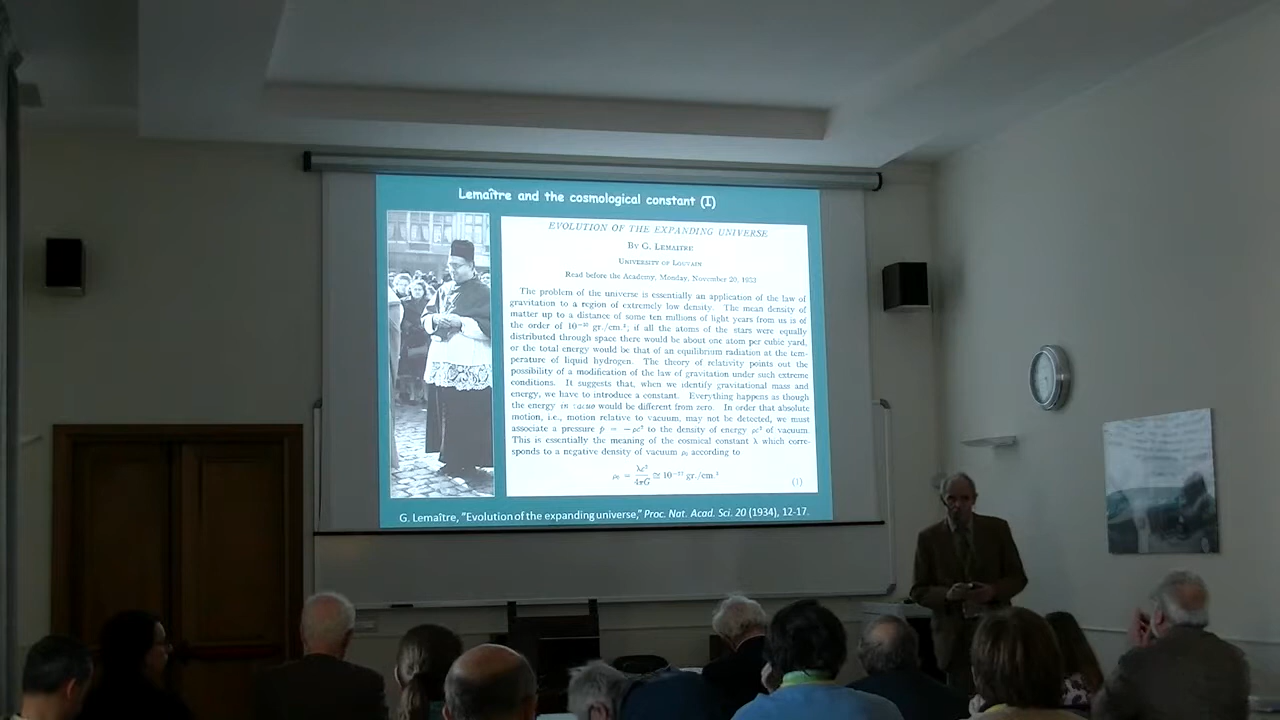 Lemaître and the cosmological constant (I)
EVOLUTION OF THE EXPANDING UNIVERSE
BY G. LEMAITRE
UNIVERSITY OF LOUVAIN
Read before the Academy, Monday, November 20, 1933
The problem of the universe is essentially an application of the law of
gravitation to a region of extremely low density. The mean density of
matter up to a distance of some ten millions of light years from us is of
the order of 10 gr./cm.³; if all the atoms of the stars were equally
distributed through space there would be about one atom per cubic yard,
or the total energy would be that of an equilibrium radiation at the tem-
perature of liquid hydrogen. The theory of relativity points out the
possibility of a modification of the law of gravitation under such extreme
conditions. It suggests that, when we identify gravitational mass and
energy, we have to introduce a constant. Everything happens as though
the energy in vacuo would be different from zero. In order that absolute
motion, i.e., motion relative to vacuum, may not be detected, we must
associate a pressure p = −ρc² to the density of energy ρc² of vacuum.
This is essentially the meaning of the cosmical constant λ which corre-
sponds to a negative density of vacuum ρ₀ according to
ρ₀ = λc²/4πG ≅ 10 gr./cm.³ (1)
G. Lemaître, "Evolution of the expanding universe," Proc. Nat. Acad. Sci. 20 (1934), 12-17.